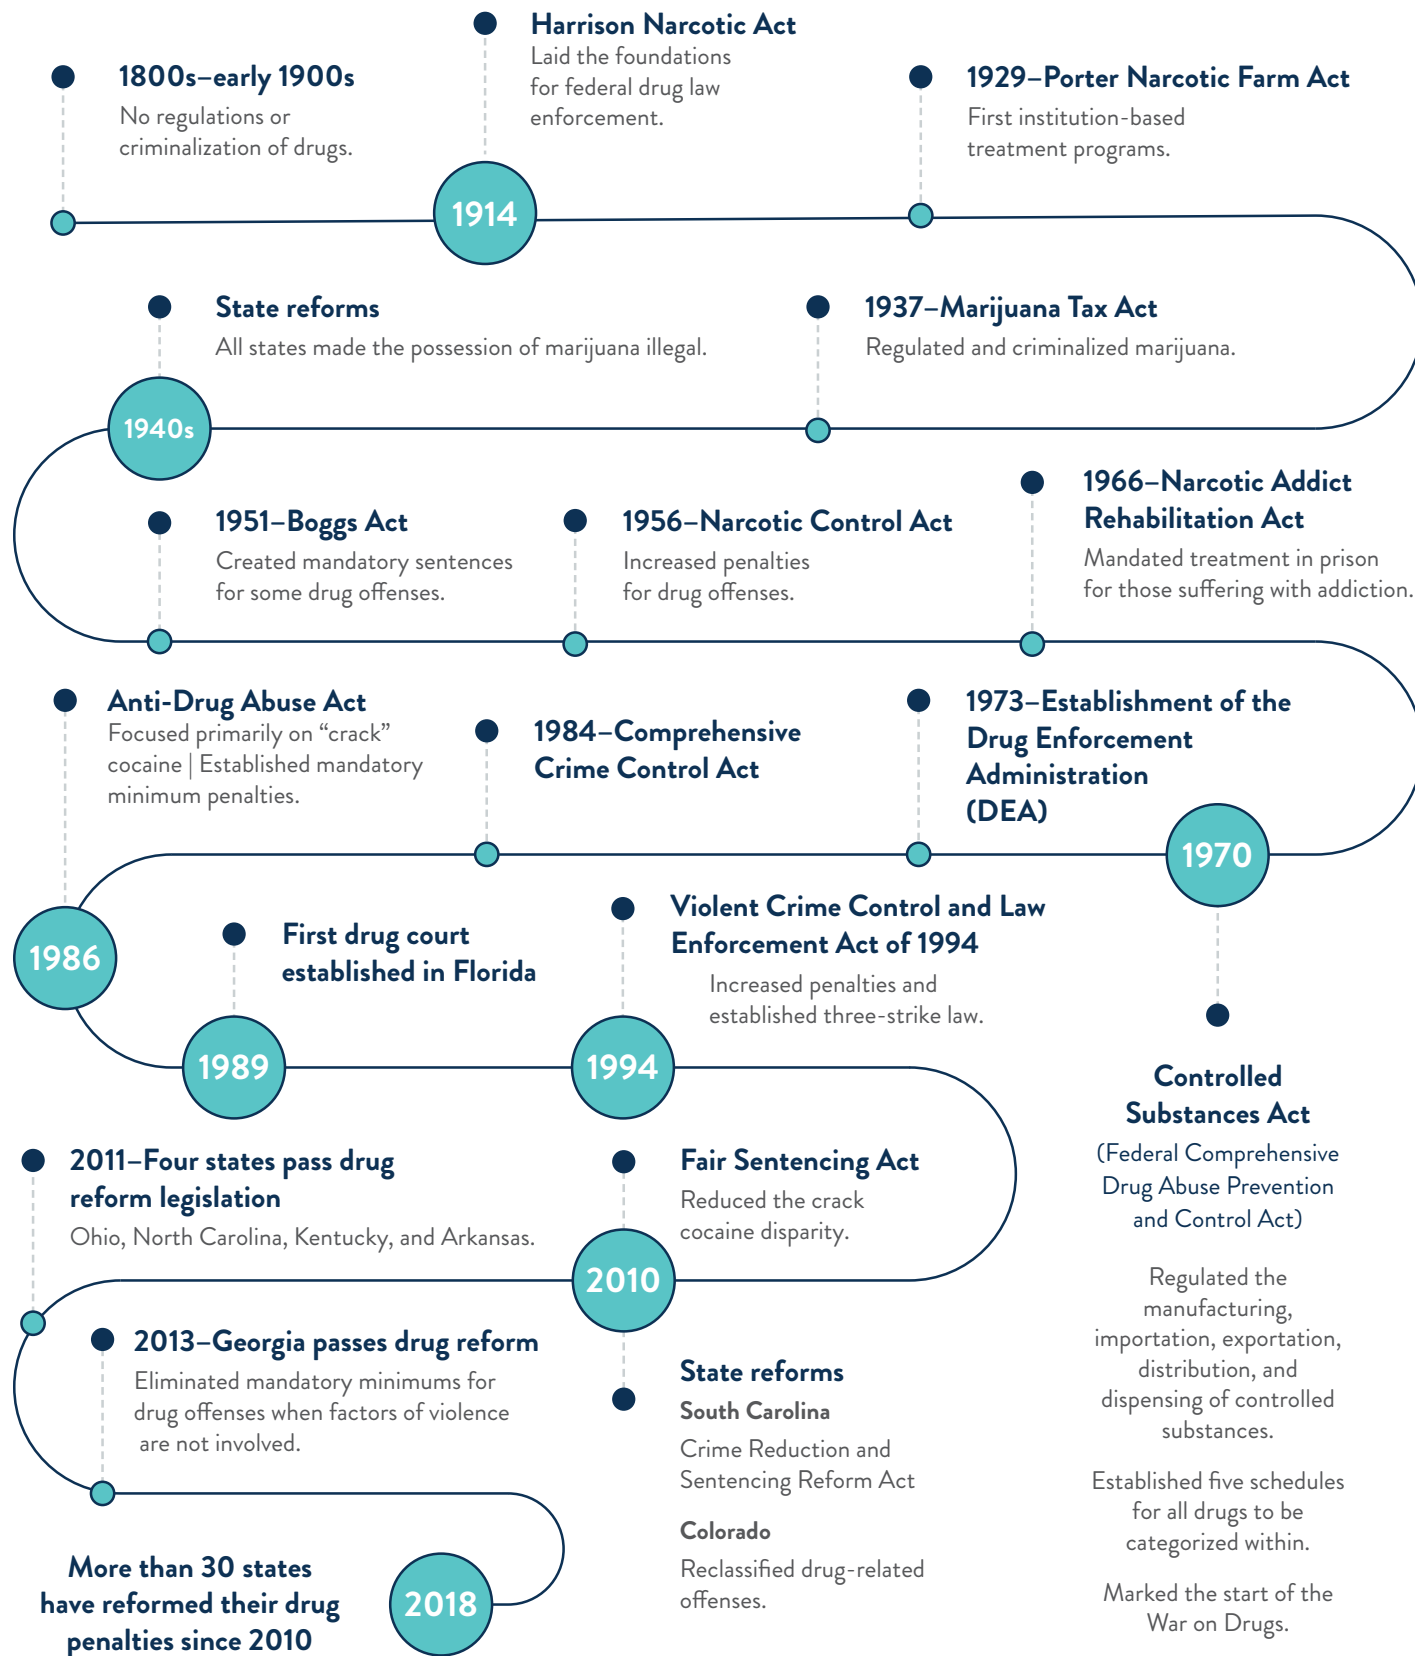 1800s–early 1900s
No regulations or
criminalization of drugs.
Harrison Narcotic Act
Laid the foundations
for federal drug law
enforcement.
1914
1929–Porter Narcotic Farm Act
First institution-based
treatment programs.
1937–Marijuana Tax Act
Regulated and criminalized marijuana.
State reforms
All states made the possession of marijuana illegal.
1940s
1951–Boggs Act
Created mandatory sentences
for some drug offenses.
1956–Narcotic Control Act
Increased penalties
for drug offenses.
1966–Narcotic Addict
Rehabilitation Act
Mandated treatment in prison
for those suffering with addiction.
1970
Controlled
Substances Act
(Federal Comprehensive
Drug Abuse Prevention
and Control Act)
Regulated the
manufacturing,
importation, exportation,
distribution, and
dispensing of controlled
substances.
Established five schedules
for all drugs to be
categorized within.
Marked the start of the
War on Drugs.
1973–Establishment of the
Drug Enforcement
Administration
(DEA)
1984–Comprehensive
Crime Control Act
Anti-Drug Abuse Act
Focused primarily on “crack”
cocaine | Established mandatory
minimum penalties.
1986
First drug court
established in Florida
1989
Violent Crime Control and Law
Enforcement Act of 1994
Increased penalties and
established three-strike law.
1994
Fair Sentencing Act
Reduced the crack
cocaine disparity.
2010
State reforms
South Carolina
Crime Reduction and
Sentencing Reform Act
Colorado
Reclassified drug-related
offenses.
2011–Four states pass drug
reform legislation
Ohio, North Carolina, Kentucky, and Arkansas.
2013–Georgia passes drug reform
Eliminated mandatory minimums for
drug offenses when factors of violence
are not involved.
More than 30 states
have reformed their drug
penalties since 2010
2018